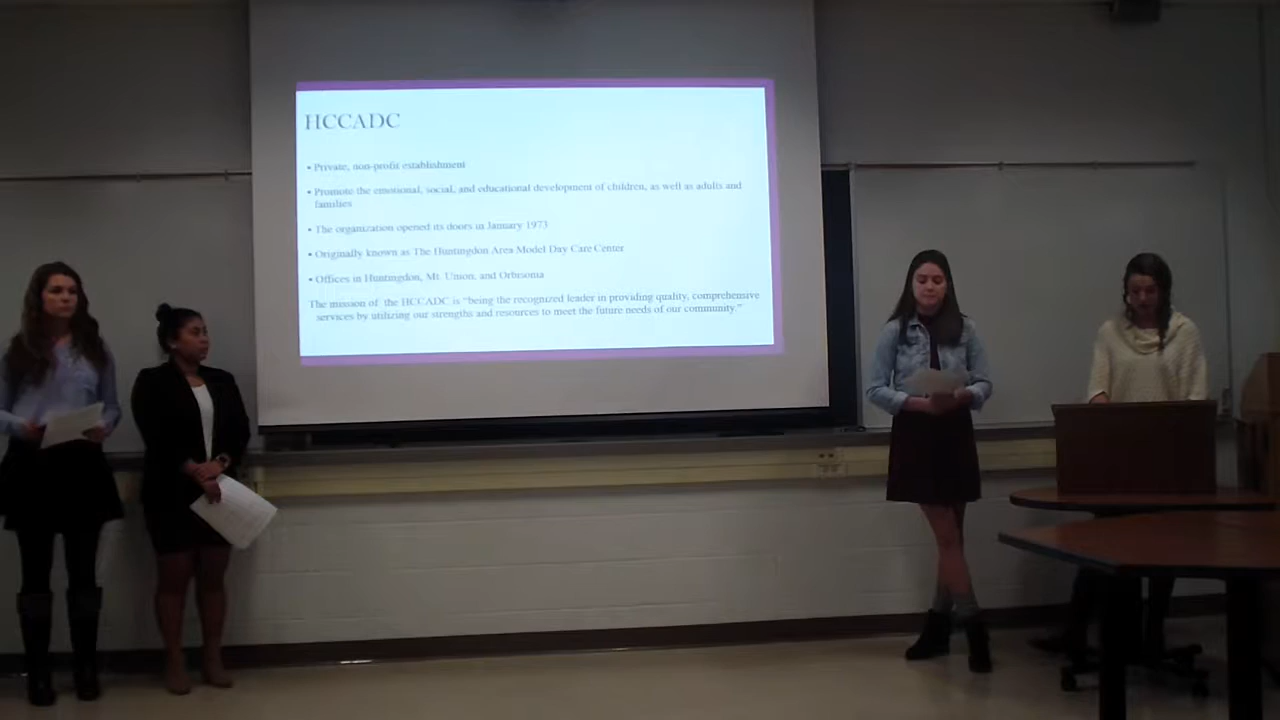 HCCADC
• Private, non-profit establishment
• Promote the emotional, social, and educational development of children, as well as adults and
families
• The organization opened its doors in January 1973
• Originally known as The Huntingdon Area Model Day Care Center
• Offices in Huntingdon, Mt. Union, and Orbisonia
The mission of the HCCADC is “being the recognized leader in providing quality, comprehensive
services by utilizing our strengths and resources to meet the future needs of our community.”